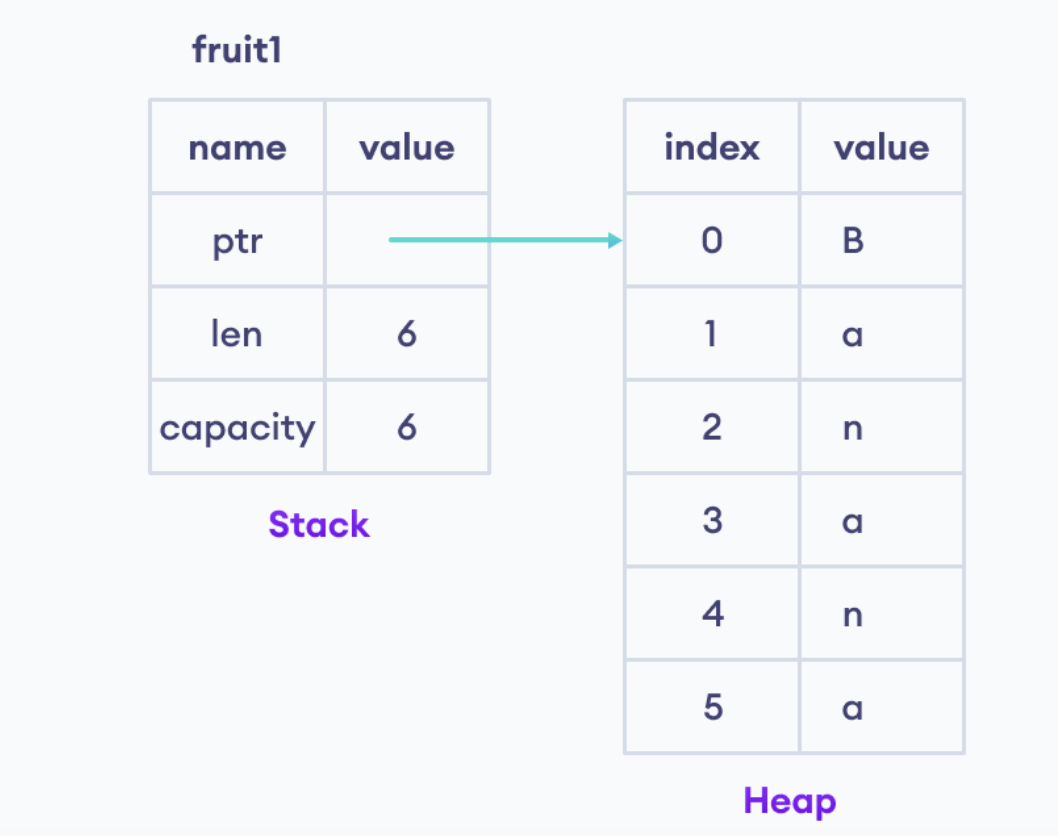 fruit1
name value
ptr
len 6
capacity 6
Stack
index value
0 B
1 a
2 n
3 a
4 n
5 a
Heap